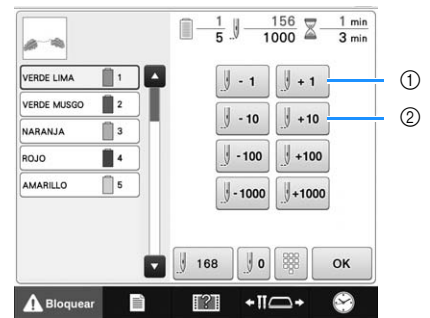 1 156 1 min
5 1000 3 min
VERDE LIMA 1
VERDE MUSGO 2
NARANJA 3
ROJO 4
AMARILLO 5
- 1 + 1 ①
- 10 +10 ②
-100 +100
-1000 +1000
168 0 OK
Bloquear ?